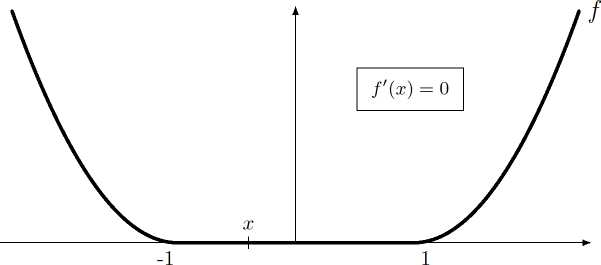 f
f′(x) = 0
x
-1
1